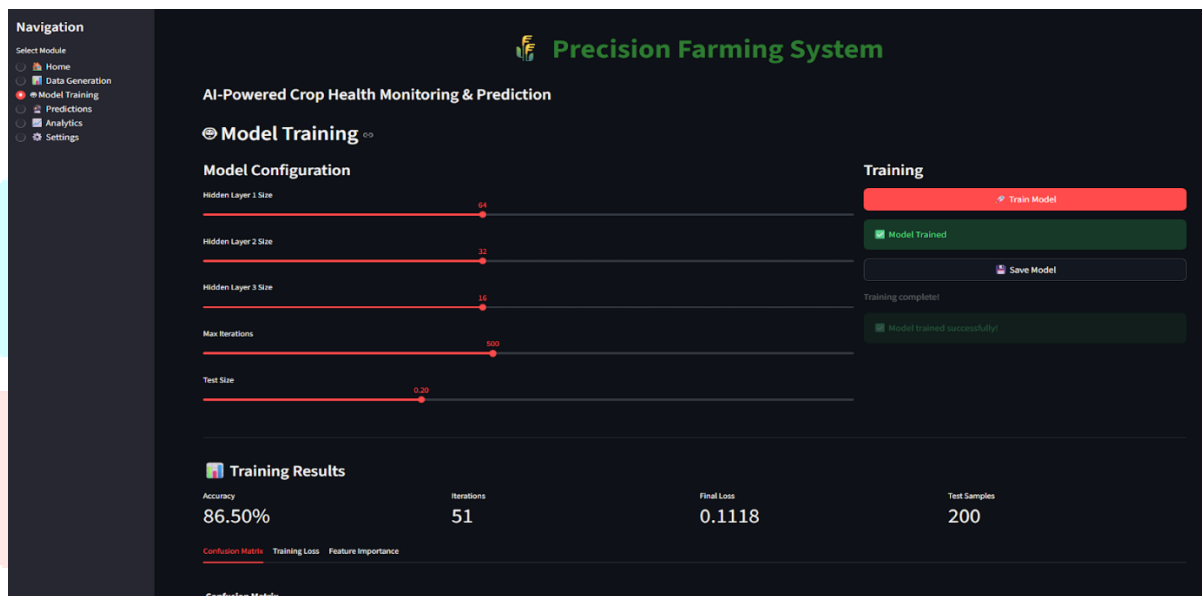 Navigation
Select Module
Home
Data Generation
Model Training
Predictions
Analytics
Settings
Precision Farming System
AI-Powered Crop Health Monitoring & Prediction
Model Training
Model Configuration
Hidden Layer 1 Size
64
Hidden Layer 2 Size
32
Hidden Layer 3 Size
16
Max Iterations
500
Test Size
0.20
Training
Train Model
Model Trained
Save Model
Training complete!
Model trained successfully!
Training Results
Accuracy
86.50%
Iterations
51
Final Loss
0.1118
Test Samples
200
Confusion Matrix Training Loss Feature Importance
Confusion Matrix